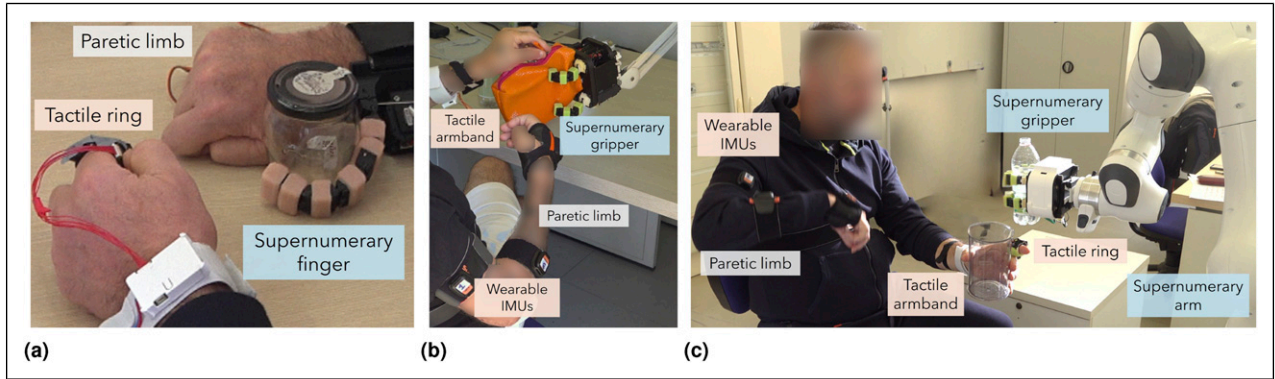 Paretic limb
Tactile ring
Supernumerary
finger
(a)
Tactile
armband
Supernumerary
gripper
Paretic limb
Wearable
IMUs
(b)
Wearable
IMUs
Supernumerary
gripper
Paretic limb
Tactile
armband
Tactile ring
Supernumerary
arm
(c)